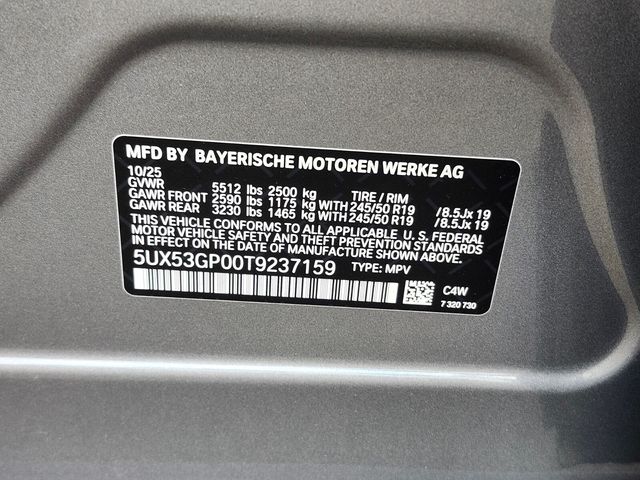 MFD BY BAYERISCHE MOTOREN WERKE AG
10/25
GVWR 5512 lbs 2500 kg TIRE / RIM
GAWR FRONT 2590 lbs 1175 kg WITH 245/50 R19 /8.5Jx 19
GAWR REAR 3230 lbs 1465 kg WITH 245/50 R19 /8.5Jx 19
THIS VEHICLE CONFORMS TO ALL APPLICABLE U. S. FEDERAL
MOTOR VEHICLE SAFETY AND THEFT PREVENTION STANDARDS
IN EFFECT ON THE DATE OF MANUFACTURE SHOWN ABOVE.
5UX53GP00T9237159 TYPE: MPV
C4W
7 320 730